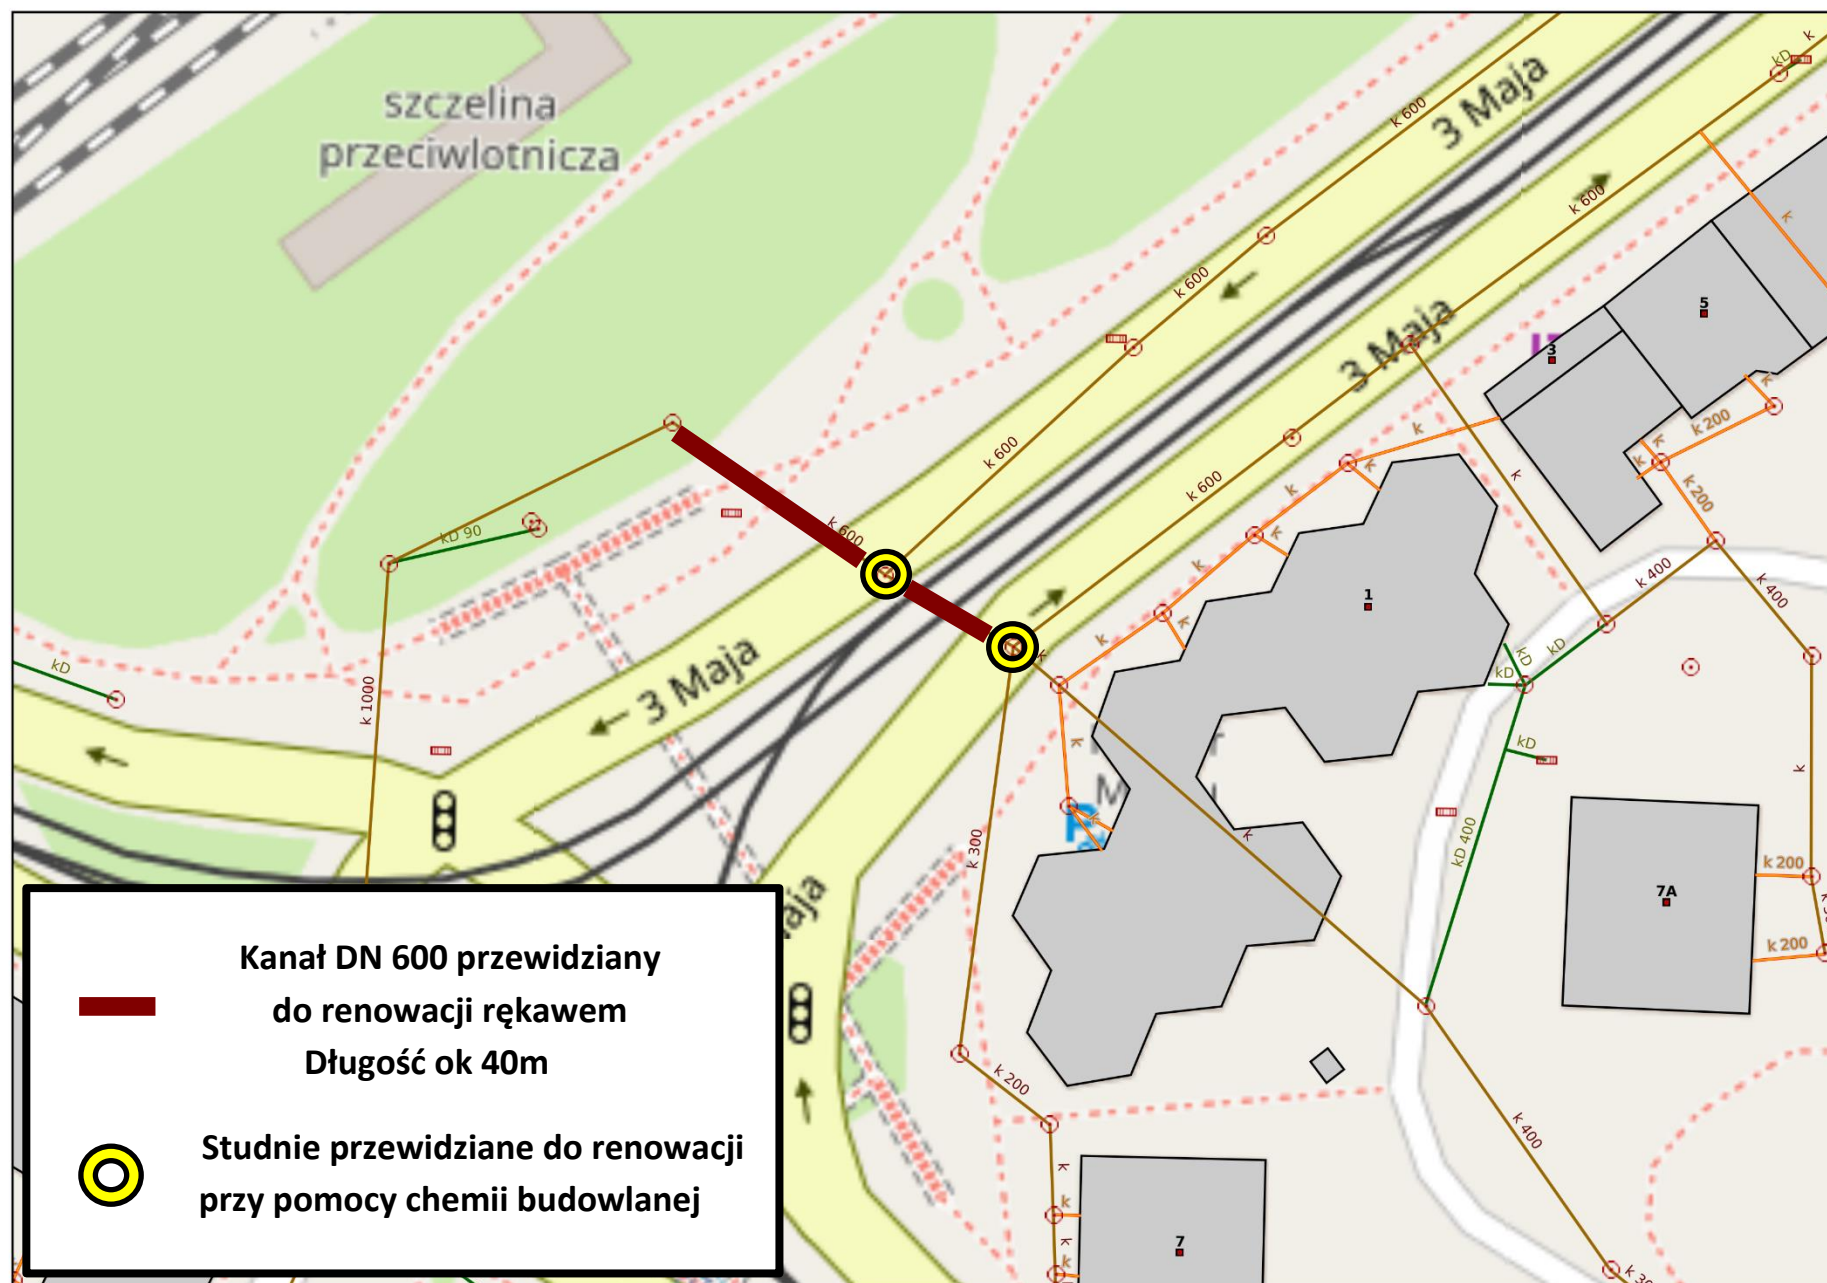 szczelina
przeciwlotnicza
3 Maja
k 600
k
kD
k 600
k 600
k
5
3 Maja
k 600
3
k
k 200
k
k
k
k 200
k 600
k
k
k 600
k
k 600
k
k
kD 90
k
k 400
k 400
1
k
k
kD
kD
kD
k
kD
3 Maja
k 1000
k
kD
k
k
k
k 300
kD 400
k 200
7A
k 200
k 200
k 400
k
k
k
7
k
Kanał DN 600 przewidziany
do renowacji rękawem
Długość ok 40m
Studnie przewidziane do renowacji
przy pomocy chemii budowlanej